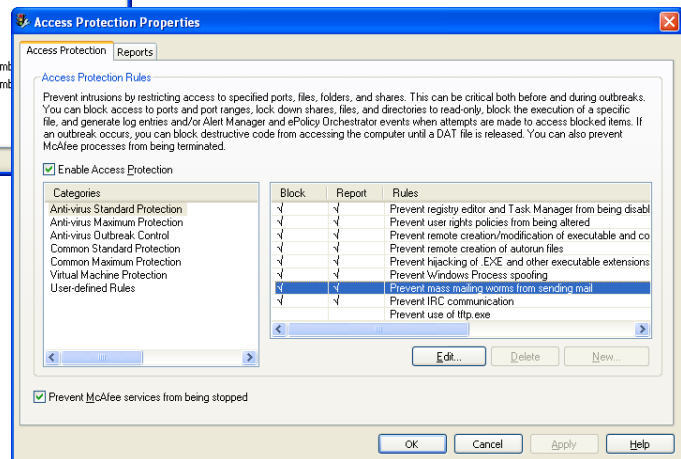 Access Protection Properties
Access Protection Reports
Access Protection Rules
Prevent intrusions by restricting access to specified ports, files, folders, and shares. This can be critical both before and during outbreaks.
You can block access to ports and port ranges, lock down shares, files, and directories to read-only, block the execution of a specific
file, and generate log entries and/or Alert Manager and ePolicy Orchestrator events when attempts are made to access blocked items. If
an outbreak occurs, you can block destructive code from accessing the computer until a DAT file is released. You can also prevent
McAfee processes from being terminated.
Enable Access Protection
Categories
Anti-virus Standard Protection
Anti-virus Maximum Protection
Anti-virus Outbreak Control
Common Standard Protection
Common Maximum Protection
Virtual Machine Protection
User-defined Rules
Block Report Rules
Prevent registry editor and Task Manager from being disabl
Prevent user rights policies from being altered
Prevent remote creation/modification of executable and co
Prevent remote creation of autorun files
Prevent hijacking of .EXE and other executable extensions
Prevent Windows Process spoofing
Prevent mass mailing worms from sending mail
Prevent IRC communication
Prevent use of tftp.exe
Edit... Delete New...
Prevent McAfee services from being stopped
OK Cancel Apply Help